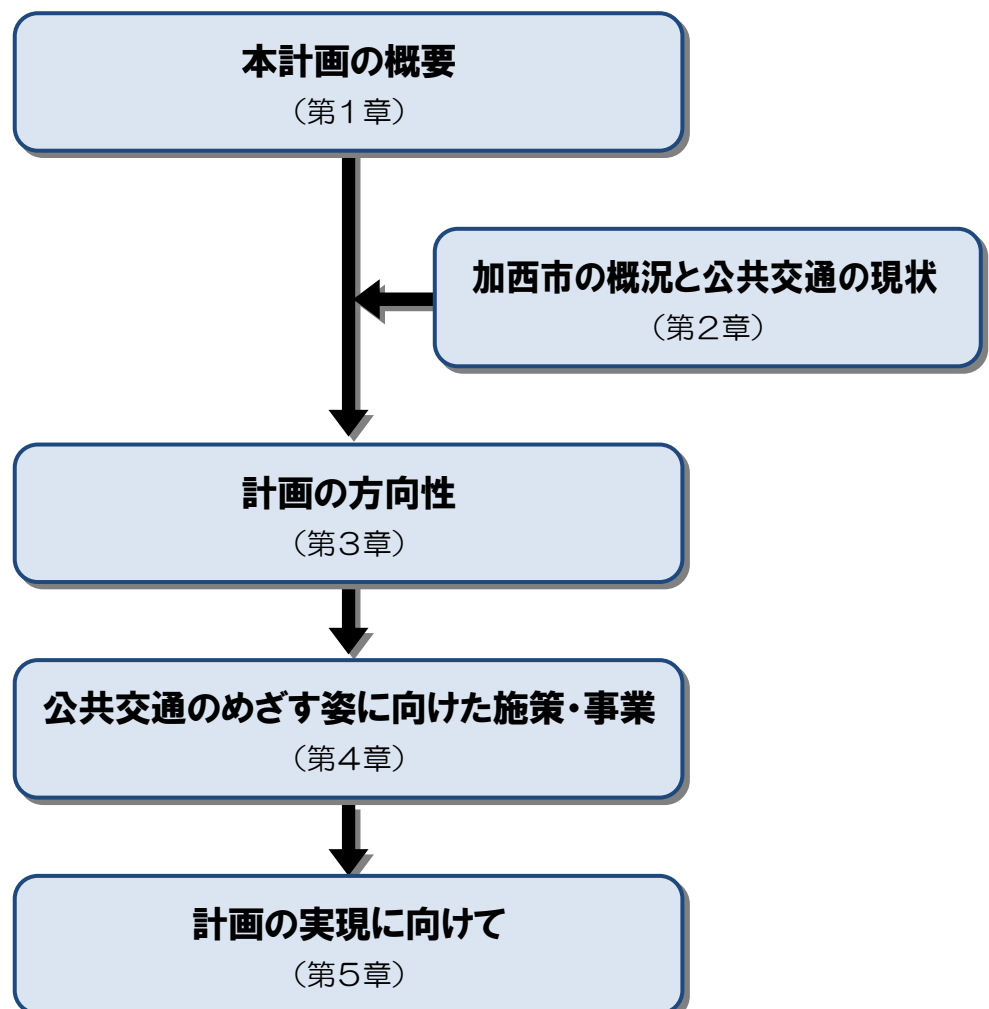 本計画の概要
（第１章）
加西市の概況と公共交通の現状
（第２章）
計画の方向性
（第３章）
公共交通のめざす姿に向けた施策・事業
（第４章）
計画の実現に向けて
（第５章）